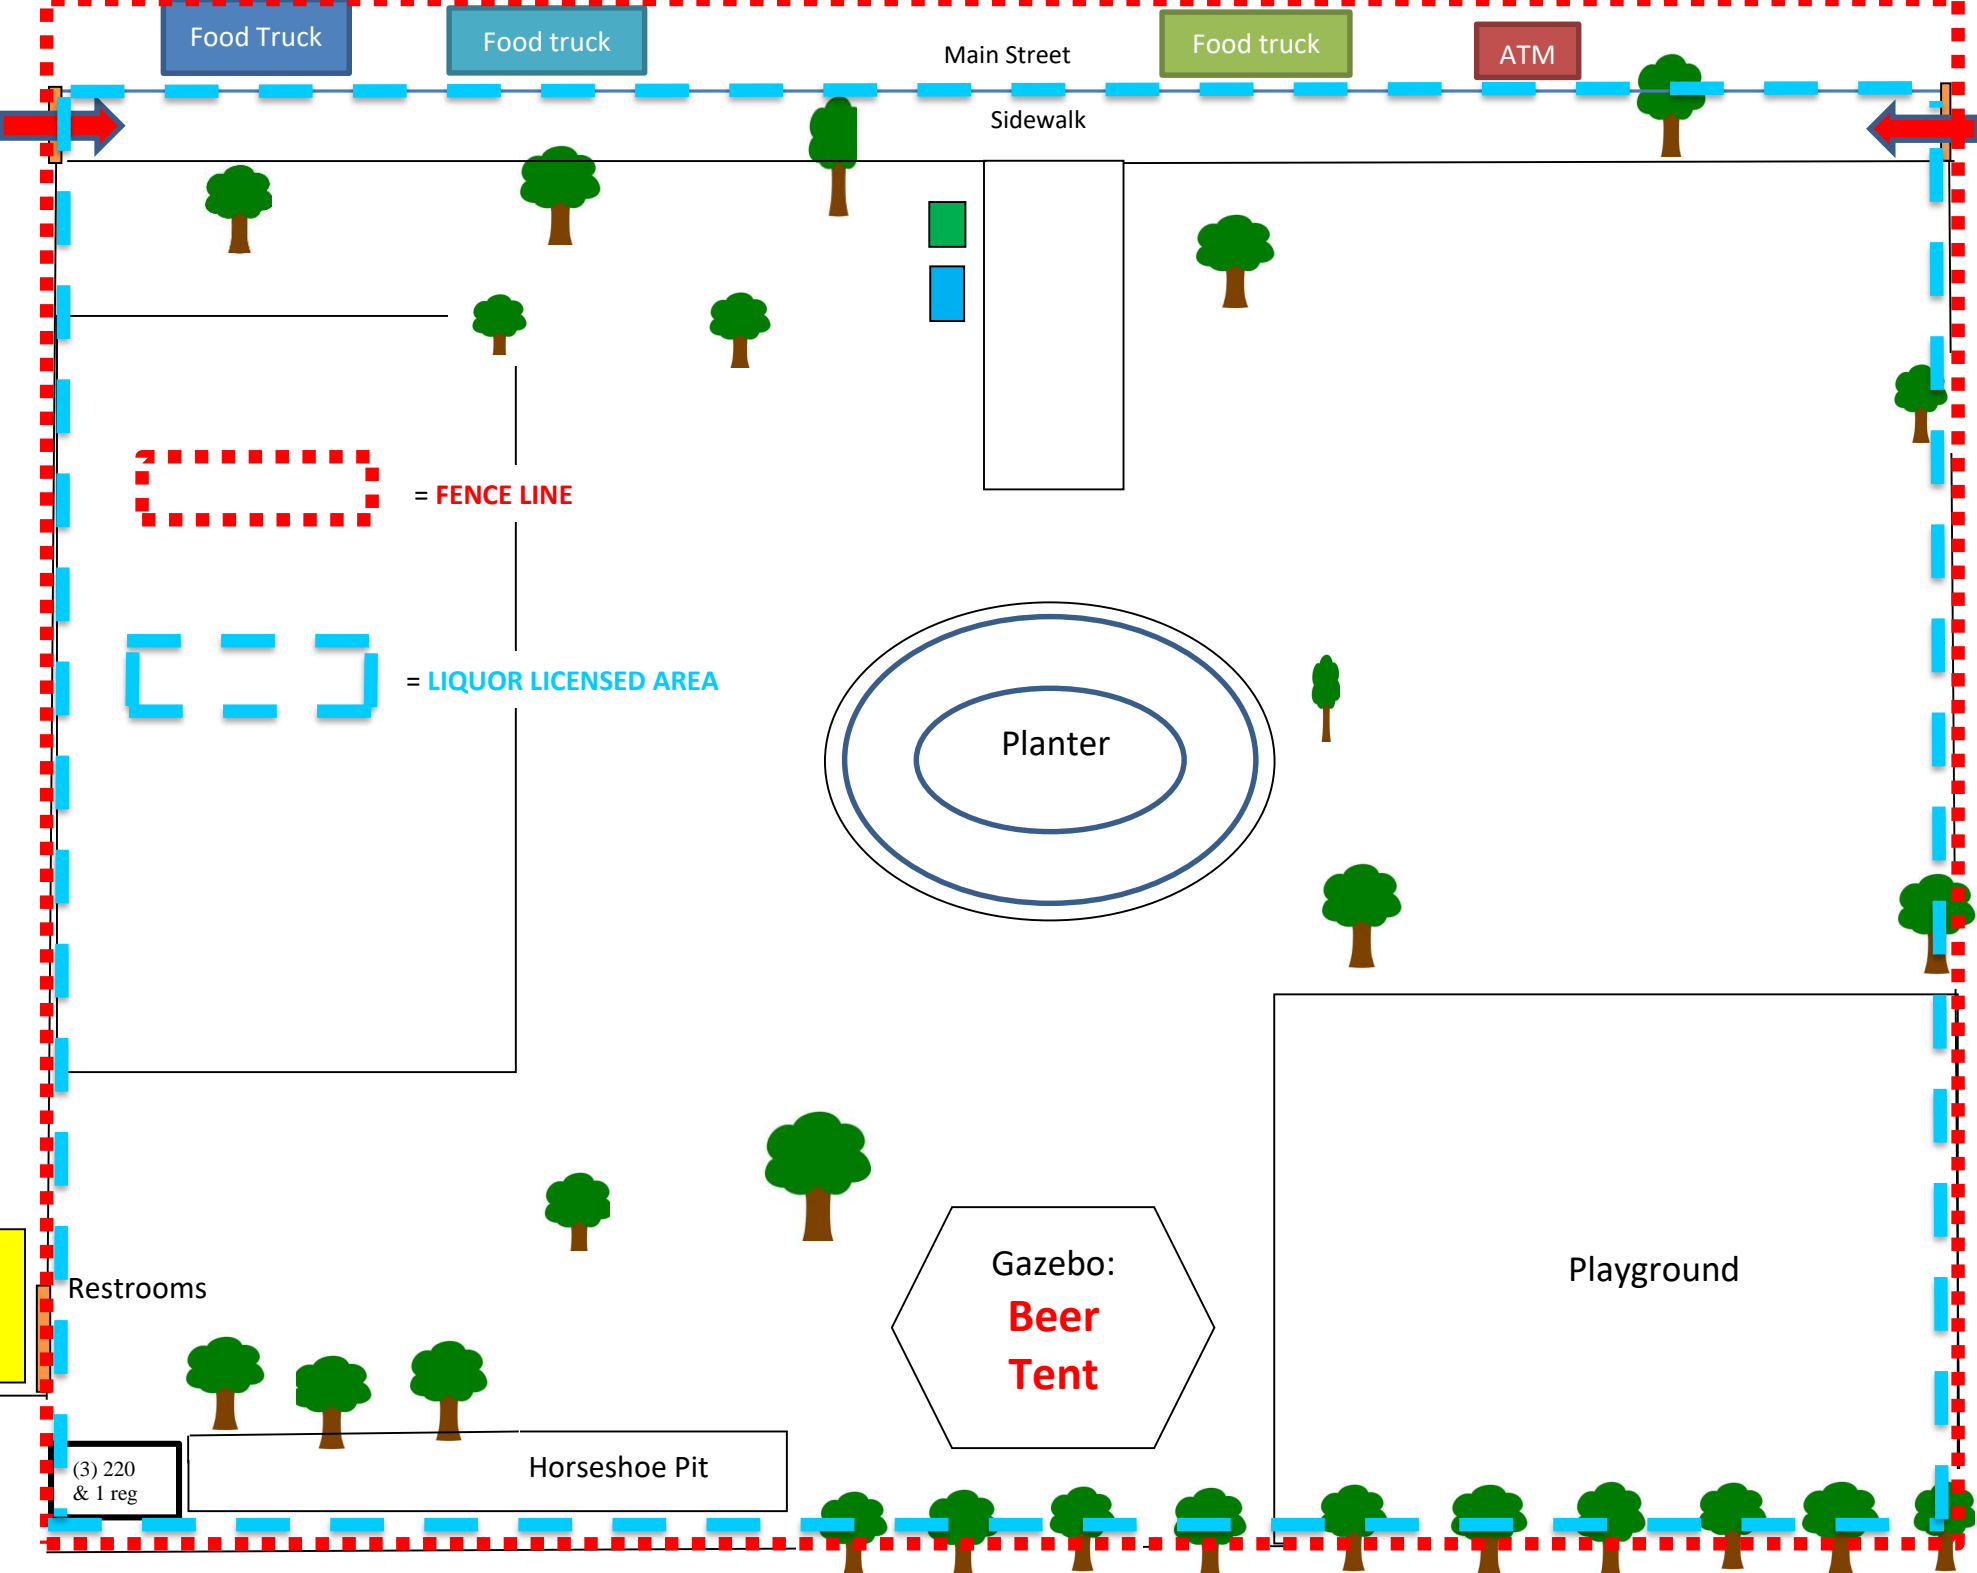 Food Truck
Food truck
Main Street
Food truck
ATM
Sidewalk
= FENCE LINE
= LIQUOR LICENSED AREA
Planter
Gazebo:
Beer
Tent
Playground
Restrooms
Horseshoe Pit
(3) 220
& 1 reg